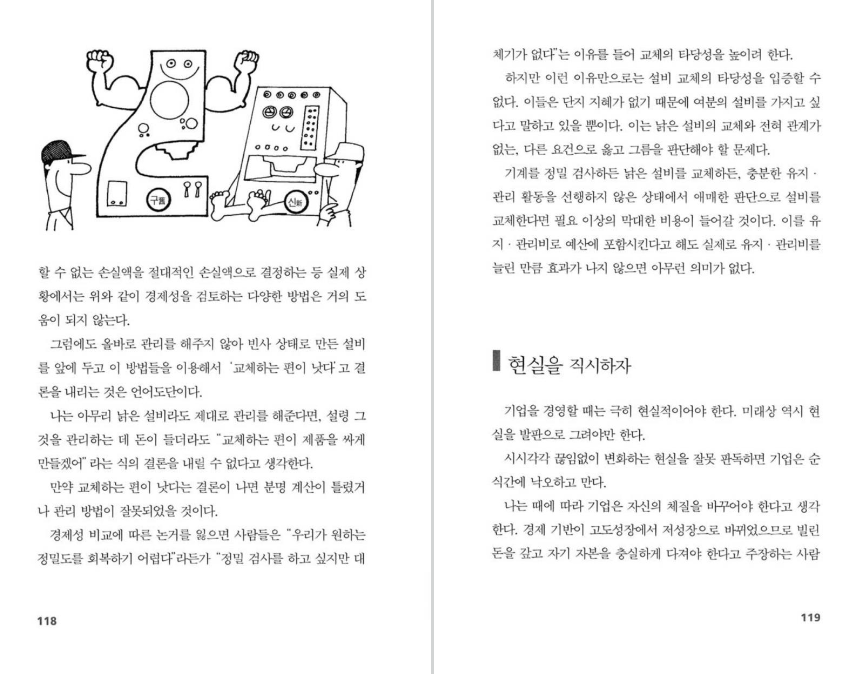 구舊
신新
할 수 없는 손실액을 절대적인 손실액으로 결정하는 등 실제 상
황에서는 위와 같이 경제성을 검토하는 다양한 방법은 거의 도
움이 되지 않는다.
그럼에도 올바로 관리를 해주지 않아 빈사 상태로 만든 설비
를 앞에 두고 이 방법들을 이용해서 ‘교체하는 편이 낫다’고 결
론을 내리는 것은 언어도단이다.
나는 아무리 낡은 설비라도 제대로 관리를 해준다면, 설령 그
것을 관리하는 데 돈이 들더라도 “교체하는 편이 제품을 싸게
만들겠어”라는 식의 결론을 내릴 수 없다고 생각한다.
만약 교체하는 편이 낫다는 결론이 나면 분명 계산이 틀렸거
나 관리 방법이 잘못되었을 것이다.
경제성 비교에 따른 논거를 잃으면 사람들은 “우리가 원하는
정밀도를 회복하기 어렵다”라든가 “정밀 검사를 하고 싶지만 대
118
체기가 없다”는 이유를 들어 교체의 타당성을 높이려 한다.
하지만 이런 이유만으로는 설비 교체의 타당성을 입증할 수
없다. 이들은 단지 지혜가 없기 때문에 여분의 설비를 가지고 싶
다고 말하고 있을 뿐이다. 이는 낡은 설비의 교체와 전혀 관계가
없는, 다른 요건으로 옳고 그름을 판단해야 할 문제다.
기계를 정밀 검사하든 낡은 설비를 교체하든, 충분한 유지 ·
관리 활동을 선행하지 않은 상태에서 애매한 판단으로 설비를
교체한다면 필요 이상의 막대한 비용이 들어갈 것이다. 이를 유
지 · 관리비로 예산에 포함시킨다고 해도 실제로 유지 · 관리비를
늘린 만큼 효과가 나지 않으면 아무런 의미가 없다.
현실을 직시하자
기업을 경영할 때는 극히 현실적이어야 한다. 미래상 역시 현
실을 발판으로 그려야만 한다.
시시각각 끊임없이 변화하는 현실을 잘못 판독하면 기업은 순
식간에 낙오하고 만다.
나는 때에 따라 기업은 자신의 체질을 바꾸어야 한다고 생각
한다. 경제 기반이 고도성장에서 저성장으로 바뀌었으므로 빌린
돈을 갚고 자기 자본을 충실하게 다져야 한다고 주장하는 사람
119